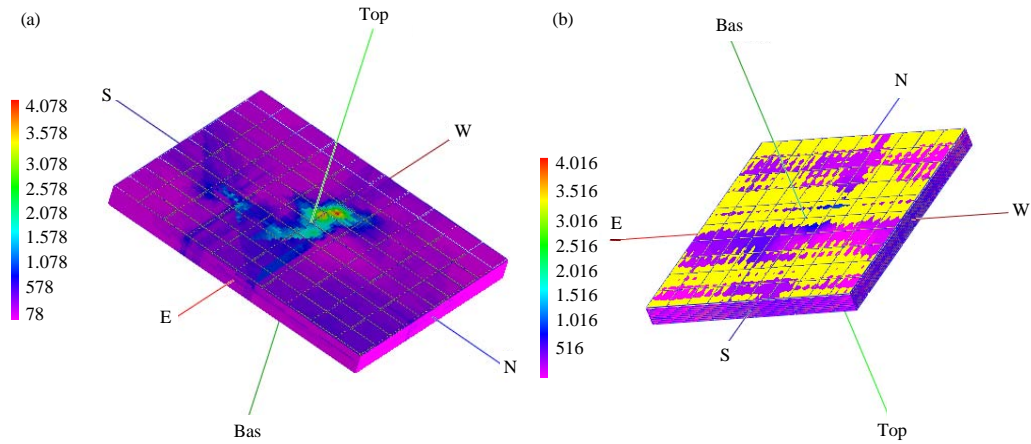 (a)
Top
S
W
4.078
3.578
3.078
2.578
2.078
1.578
1.078
578
78
E
N
Bas
(b)
Bas
N
E
W
4.016
3.516
3.016
2.516
2.016
1.516
1.016
516
S
Top